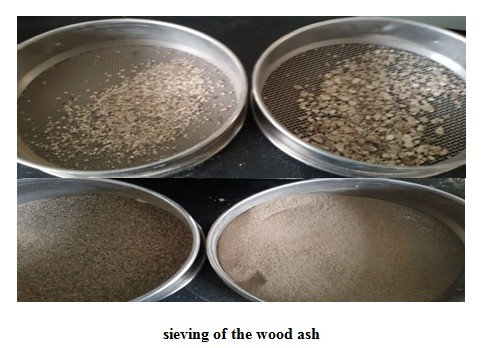 sieving of the wood ash